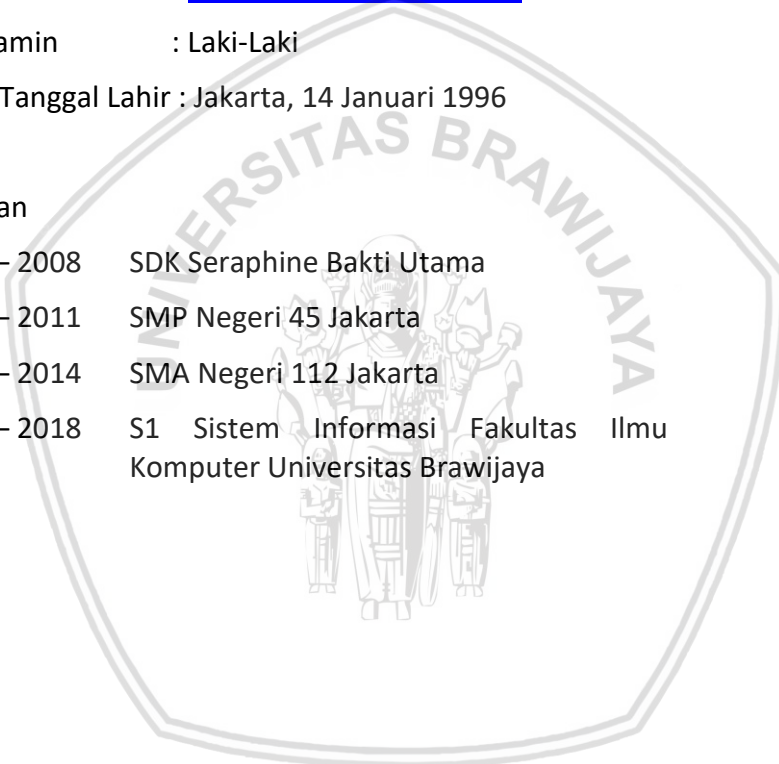 amin : Laki-Laki
Tanggal Lahir : Jakarta, 14 Januari 1996
UNIVERSITAS BRAWIJAYA
an
– 2008 SDK Seraphine Bakti Utama
– 2011 SMP Negeri 45 Jakarta
– 2014 SMA Negeri 112 Jakarta
– 2018 S1 Sistem Informasi Fakultas Ilmu
Komputer Universitas Brawijaya